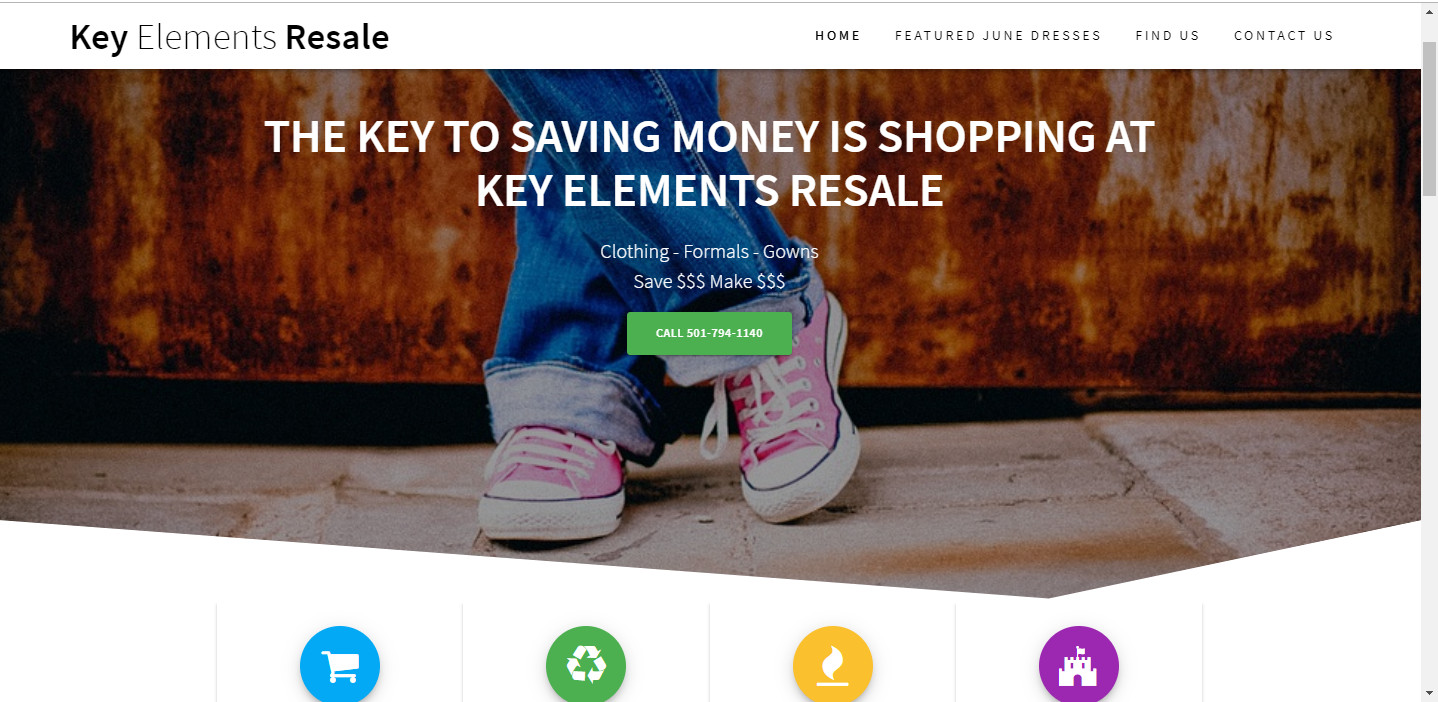 Key Elements Resale
HOME FEATURED JUNE DRESSES FIND US CONTACT US
THE KEY TO SAVING MONEY IS SHOPPING AT
KEY ELEMENTS RESALE
Clothing - Formals - Gowns
Save $$$ Make $$$
CALL 501-794-1140